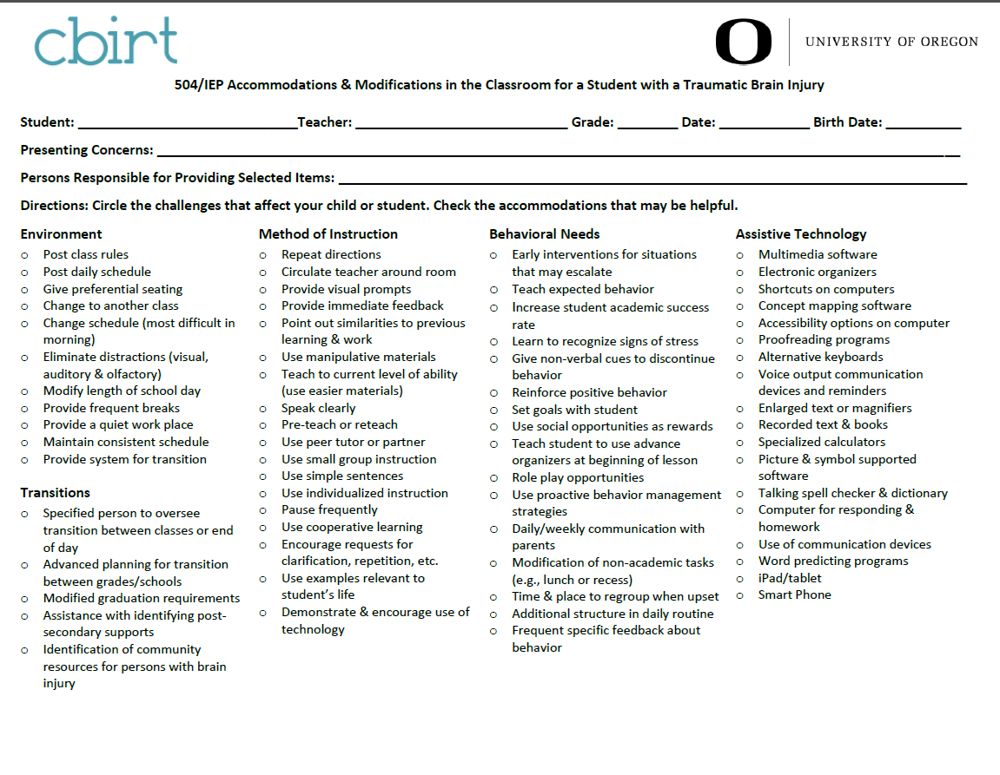 cbirt
O
UNIVERSITY OF OREGON
504/IEP Accommodations & Modifications in the Classroom for a Student with a Traumatic Brain Injury
Student: ______________________________Teacher: _____________________________ Grade: ________ Date: ____________ Birth Date: __________
Presenting Concerns: ______________________________________________________________________________
Persons Responsible for Providing Selected Items: ______________________________________________________________
Directions: Circle the challenges that affect your child or student. Check the accommodations that may be helpful.
Environment
o Post class rules
o Post daily schedule
o Give preferential seating
o Change to another class
o Change schedule (most difficult in
morning)
o Eliminate distractions (visual,
auditory & olfactory)
o Modify length of school day
o Provide frequent breaks
o Provide a quiet work place
o Maintain consistent schedule
o Provide system for transition
Transitions
o Specified person to oversee
transition between classes or end
of day
o Advanced planning for transition
between grades/schools
o Modified graduation requirements
o Assistance with identifying post-
secondary supports
o Identification of community
resources for persons with brain
injury
Method of Instruction
o Repeat directions
o Circulate teacher around room
o Provide visual prompts
o Provide immediate feedback
o Point out similarities to previous
learning & work
o Use manipulative materials
o Teach to current level of ability
(use easier materials)
o Speak clearly
o Pre-teach or reteach
o Use peer tutor or partner
o Use small group instruction
o Use simple sentences
o Use individualized instruction
o Pause frequently
o Use cooperative learning
o Encourage requests for
clarification, repetition, etc.
o Use examples relevant to
student's life
o Demonstrate & encourage use of
technology
Behavioral Needs
o Early interventions for situations
that may escalate
o Teach expected behavior
o Increase student academic success
rate
o Learn to recognize signs of stress
o Give non-verbal cues to discontinue
behavior
o Reinforce positive behavior
o Set goals with student
o Use social opportunities as rewards
o Teach student to use advance
organizers at beginning of lesson
o Role play opportunities
o Use proactive behavior management
strategies
o Daily/weekly communication with
parents
o Modification of non-academic tasks
(e.g., lunch or recess)
o Time & place to regroup when upset
o Additional structure in daily routine
o Frequent specific feedback about
behavior
Assistive Technology
o Multimedia software
o Electronic organizers
o Shortcuts on computers
o Concept mapping software
o Accessibility options on computer
o Proofreading programs
o Alternative keyboards
o Voice output communication
devices and reminders
o Enlarged text or magnifiers
o Recorded text & books
o Specialized calculators
o Picture & symbol supported
software
o Talking spell checker & dictionary
o Computer for responding &
homework
o Use of communication devices
o Word predicting programs
o iPad/tablet
o Smart Phone